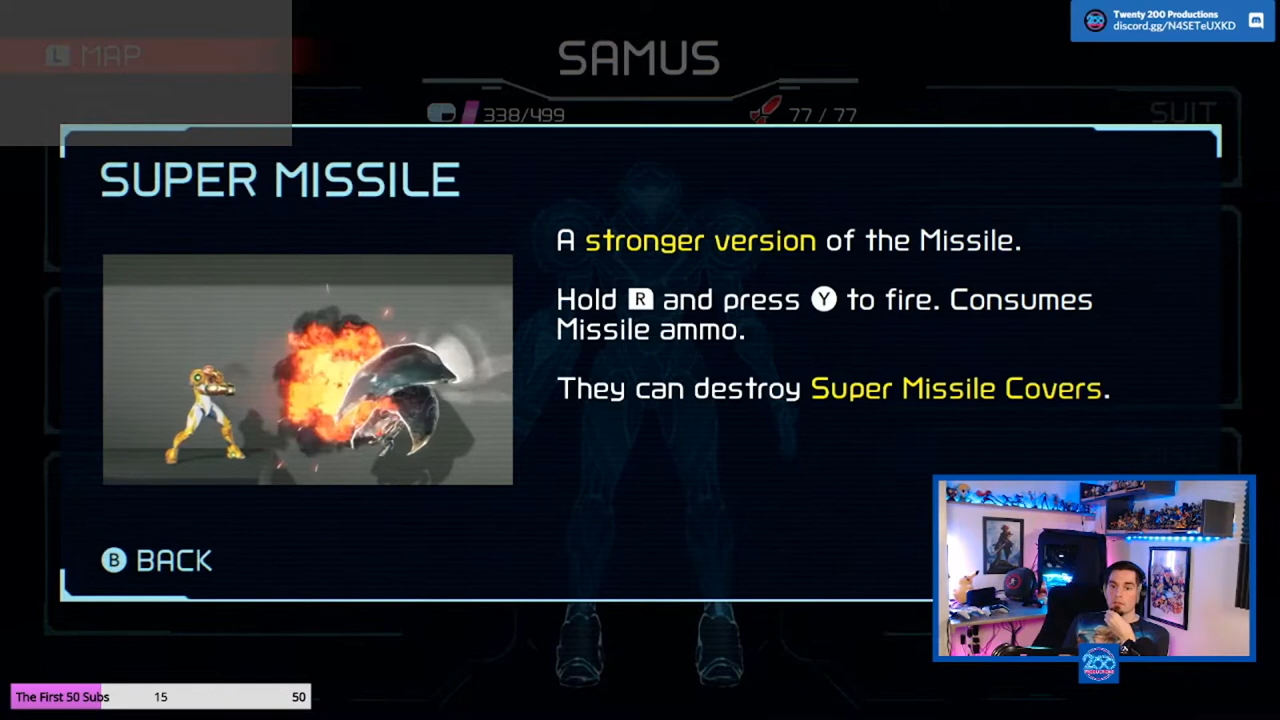 Twenty 200 Productions
discord.gg/N4SETeUXKD
L MAP
SAMUS
338/499
77 / 77
SUIT
SUPER MISSILE
A stronger version of the Missile.
Hold R and press Y to fire. Consumes
Missile ammo.
They can destroy Super Missile Covers.
B BACK
200
PRODUCTIONS
The First 50 Subs 15 50